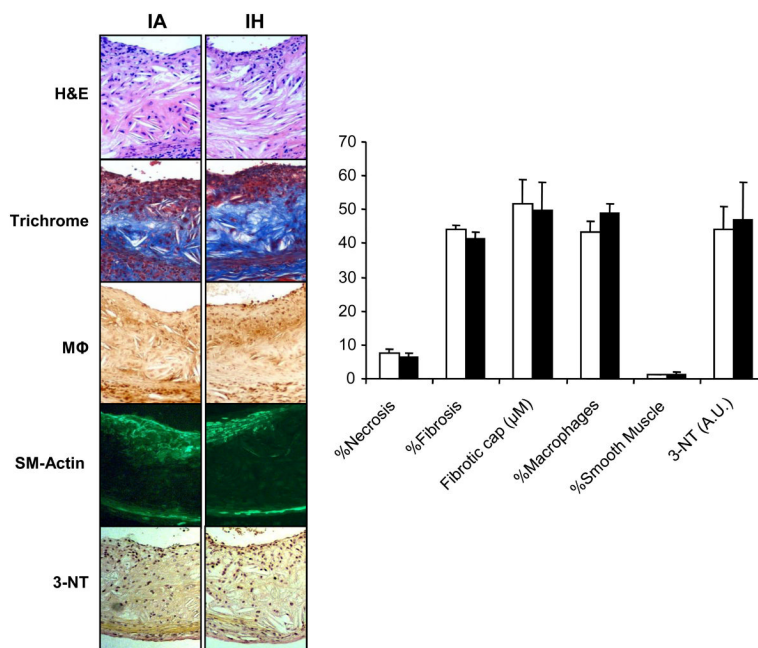 IA IH
H&E
Trichrome
MΦ
SM-Actin
3-NT
70
60
50
40
30
20
10
0
%Necrosis
%Fibrosis
Fibrotic cap (µM)
%Macrophages
%Smooth Muscle
3-NT (A.U.)